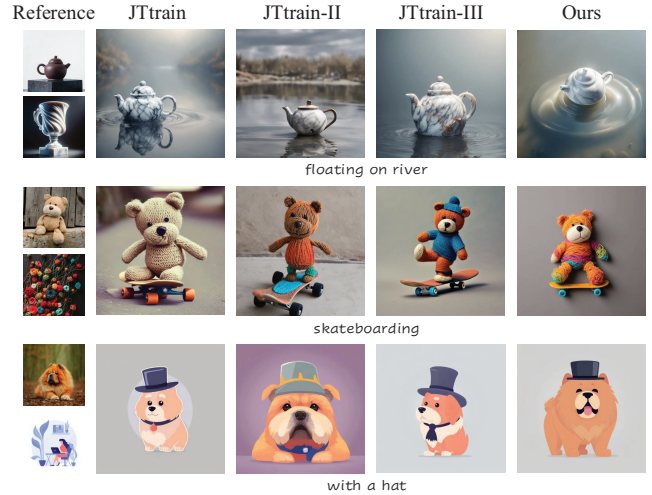 Reference JTtrain JTtrain-II JTtrain-III Ours
floating on river
skateboarding
with a hat